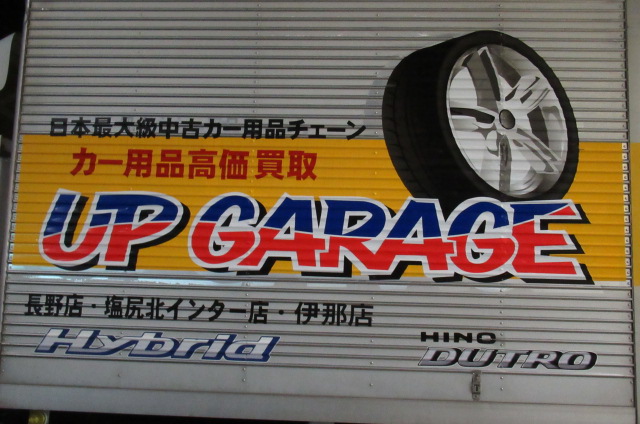 日本最大級中古カー用品チェーン
カー用品高価買取
UP GARAGE
長野店・塩尻北インター店・伊那店
Hybrid
HINO
DUTRO